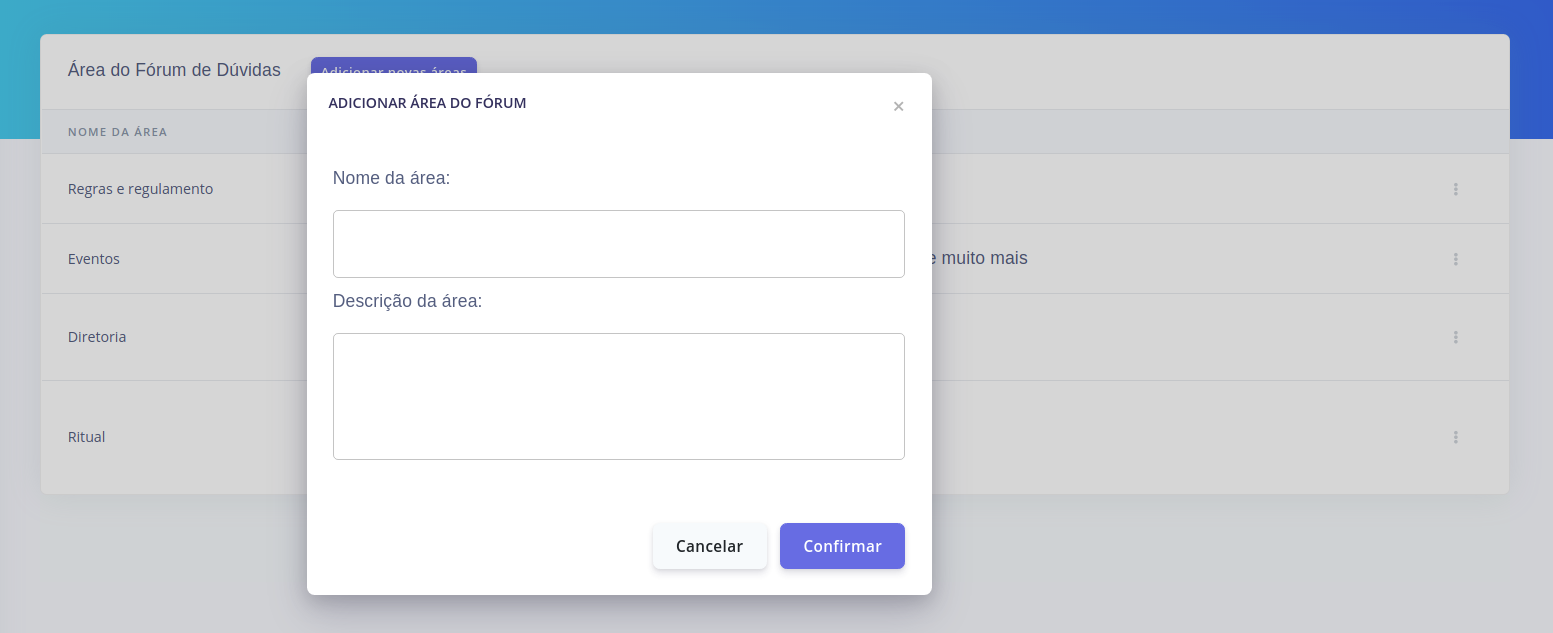 Área do Fórum de Dúvidas
Adicionar novas áreas
ADICIONAR ÁREA DO FÓRUM
×
NOME DA ÁREA
Nome da área:
Regras e regulamento
Eventos
e muito mais
Descrição da área:
Diretoria
Ritual
Cancelar
Confirmar